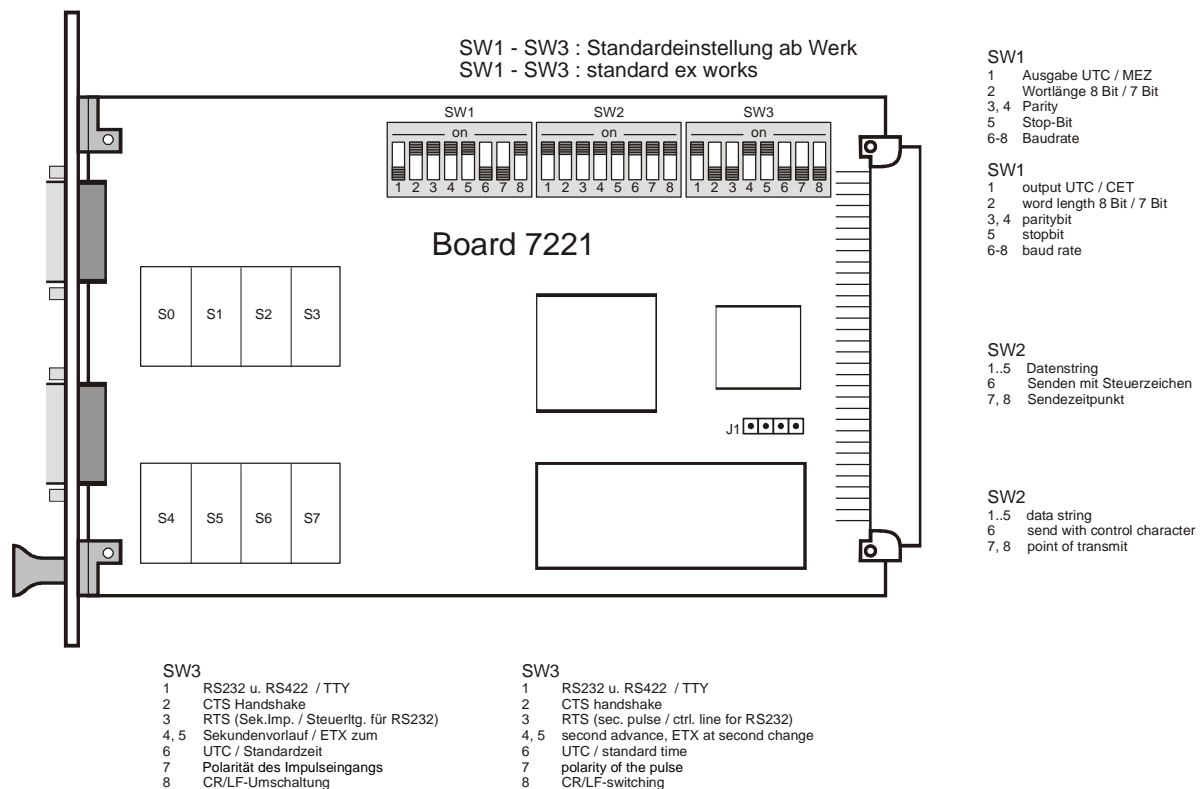 SW1 - SW3 : Standardeinstellung ab Werk
SW1 - SW3 : standard ex works
SW1
on
1 2 3 4 5 6 7 8
SW2
on
1 2 3 4 5 6 7 8
SW3
on
1 2 3 4 5 6 7 8
Board 7221
S0 S1 S2 S3
J1
S4 S5 S6 S7
SW1
1 Ausgabe UTC / MEZ
2 Wortlänge 8 Bit / 7 Bit
3, 4 Parity
5 Stop-Bit
6-8 Baudrate
SW1
1 output UTC / CET
2 word length 8 Bit / 7 Bit
3, 4 paritybit
5 stopbit
6-8 baud rate
SW2
1..5 Datenstring
6 Senden mit Steuerzeichen
7, 8 Sendezeitpunkt
SW2
1..5 data string
6 send with control character
7, 8 point of transmit
SW3
1 RS232 u. RS422 / TTY
2 CTS Handshake
3 RTS (Sek.Imp. / Steuerltg. für RS232)
4, 5 Sekundenvorlauf / ETX zum
6 UTC / Standardzeit
7 Polarität des Impulseingangs
8 CR/LF-Umschaltung
SW3
1 RS232 u. RS422 / TTY
2 CTS handshake
3 RTS (sec. pulse / ctrl. line for RS232)
4, 5 second advance, ETX at second change
6 UTC / standard time
7 polarity of the pulse
8 CR/LF-switching